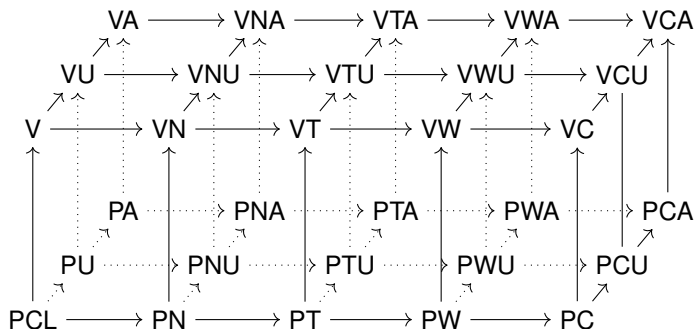 VA VNA VTA VWA VCA
VU VNU VTU VWU VCU
V VN VT VW VC
PA PNA PTA PWA PCA
PU PNU PTU PWU PCU
PCL PN PT PW PC